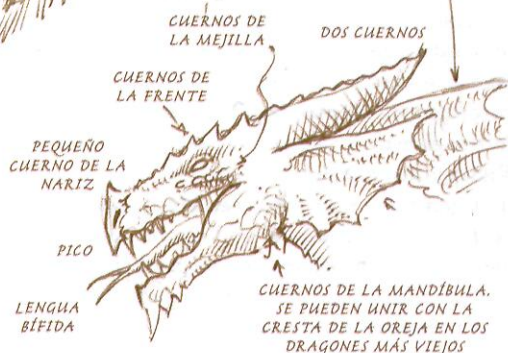 CUERNOS DE
LA MEJILLA
DOS CUERNOS
CUERNOS DE
LA FRENTE
PEQUEÑO
CUERNO DE LA
NARIZ
PICO
LENGUA
BÍFIDA
CUERNOS DE LA MANDÍBULA.
SE PUEDEN UNIR CON LA
CRESTA DE LA OREJA EN LOS
DRAGONES MÁS VIEJOS